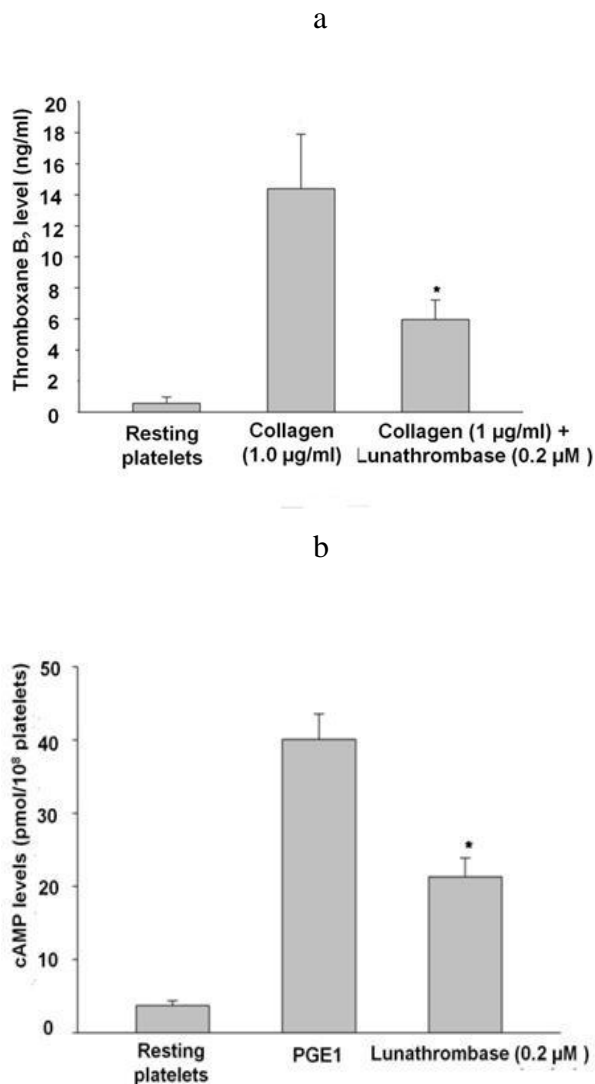 a
Thromboxane B₂ level (ng/ml)
20
18
16
14
12
10
8
6
4
2
0
*
Resting
platelets
Collagen
(1.0 µg/ml)
Collagen (1 µg/ml) +
Lunathrombase (0.2 µM )
b
cAMP levels (pmol/10⁸ platelets)
50
40
30
20
10
0
*
Resting
platelets
PGE1
Lunathrombase (0.2 µM )